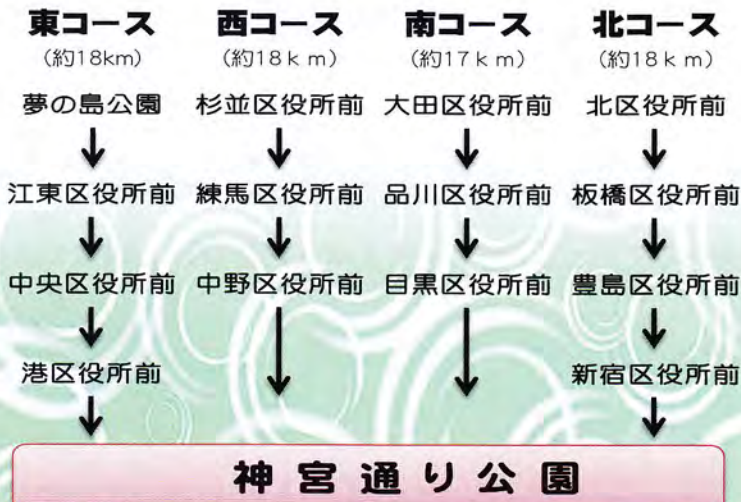 東コース
(約18km)
夢の島公園
江東区役所前
中央区役所前
港区役所前
西コース
(約18ｋｍ)
杉並区役所前
練馬区役所前
中野区役所前
南コース
(約17ｋｍ)
大田区役所前
品川区役所前
目黒区役所前
北コース
(約18ｋｍ)
北区役所前
板橋区役所前
豊島区役所前
新宿区役所前
神宮通り公園